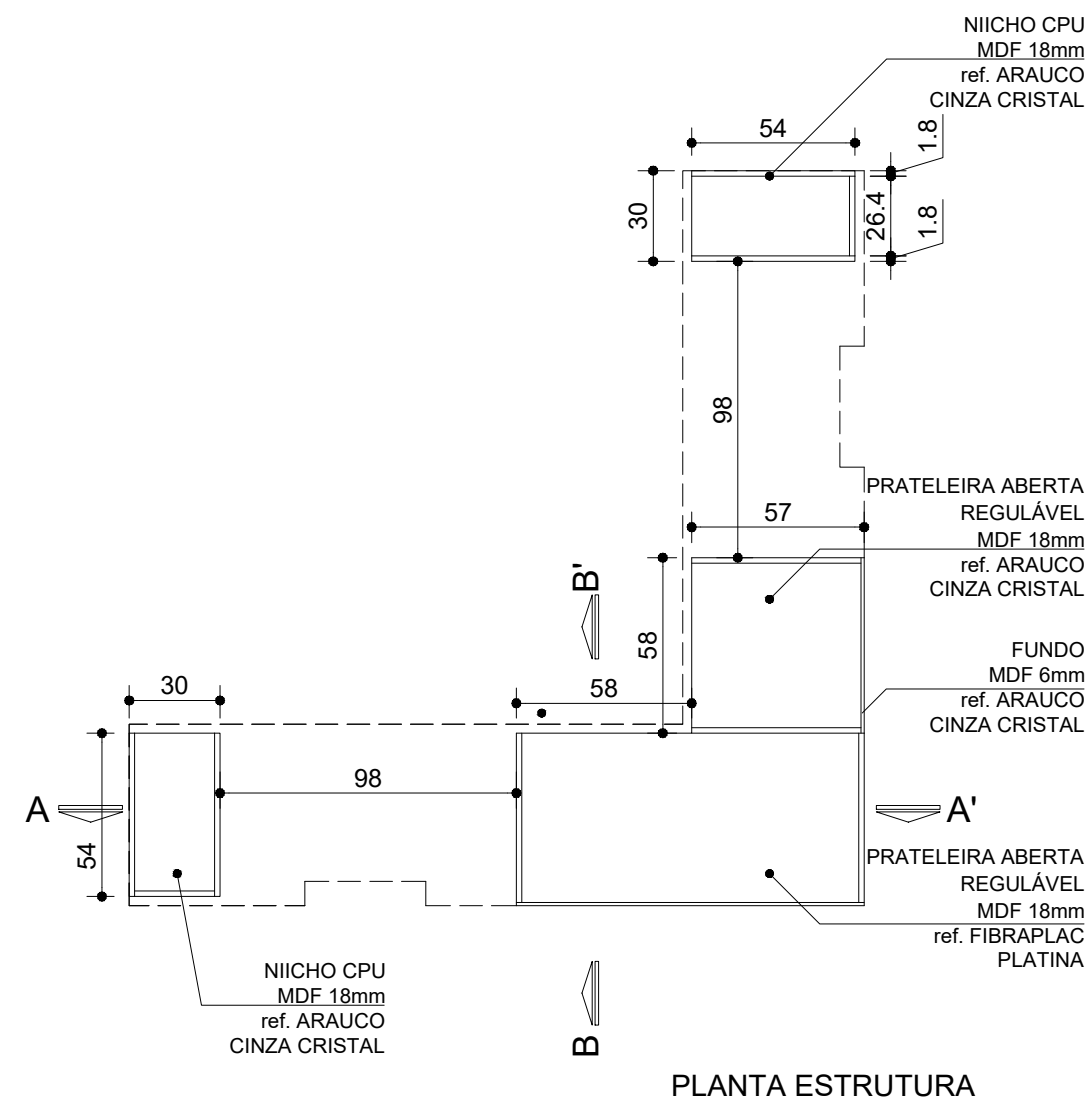 NIICHO CPU
MDF 18mm
ref. ARAUCO
CINZA CRISTAL
54
1.8
30
26.4
1.8
98
PRATELEIRA ABERTA
REGULÁVEL
57
MDF 18mm
ref. ARAUCO
CINZA CRISTAL
B'
58
FUNDO
MDF 6mm
ref. ARAUCO
CINZA CRISTAL
30
58
98
A
A'
54
PRATELEIRA ABERTA
REGULÁVEL
MDF 18mm
ref. FIBRAPLAC
PLATINA
NIICHO CPU
MDF 18mm
ref. ARAUCO
CINZA CRISTAL
B
PLANTA ESTRUTURA